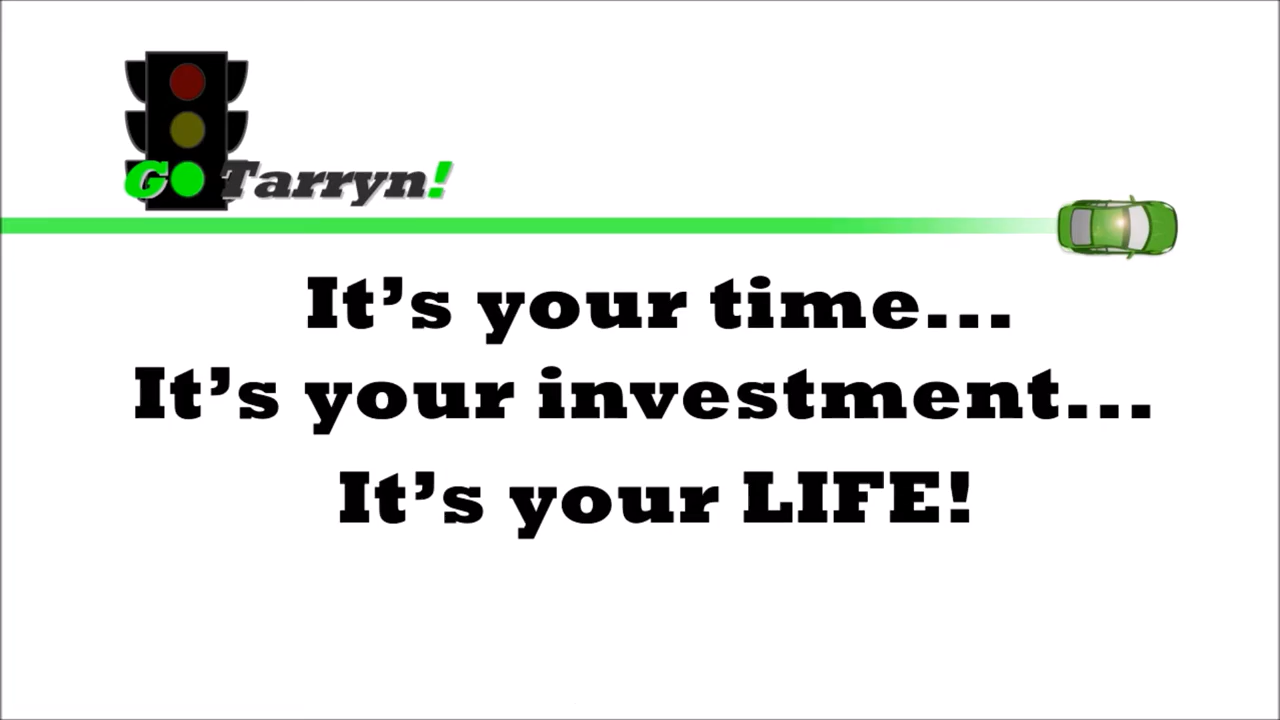 GO Tarryn!
It’s your time...
It’s your investment...
It’s your LIFE!